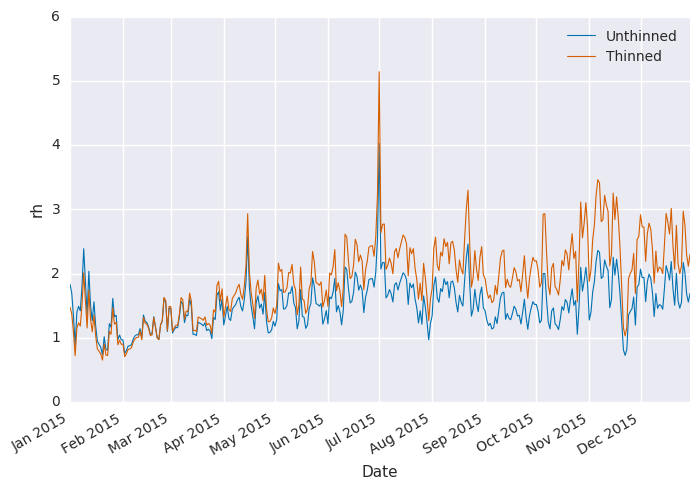 6
Unthinned
Thinned
5
4
rh
3
2
1
0
Jan 2015
Feb 2015
Mar 2015
Apr 2015
May 2015
Jun 2015
Jul 2015
Aug 2015
Sep 2015
Oct 2015
Nov 2015
Dec 2015
Date